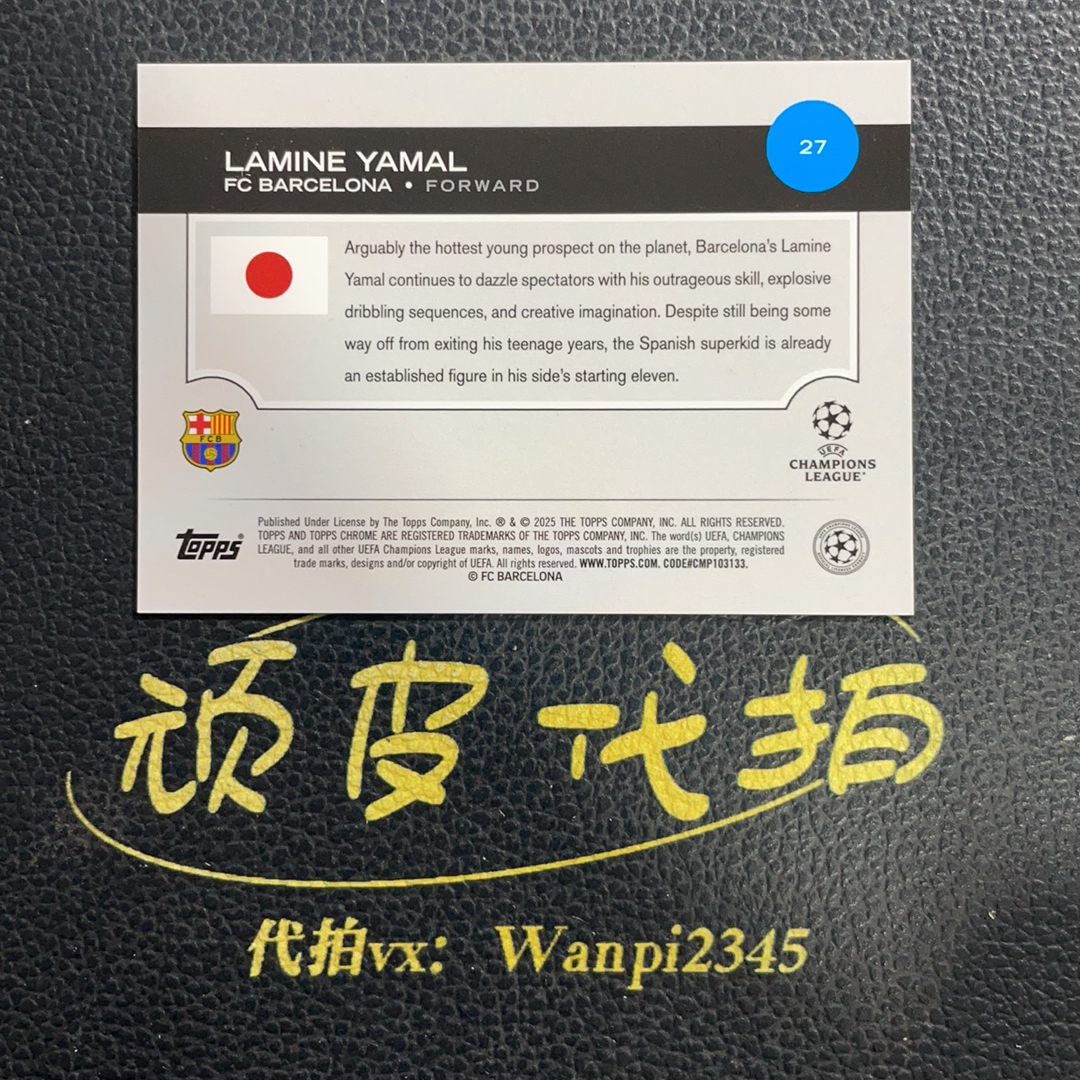 27
LAMINE YAMAL
FC BARCELONA • FORWARD
Arguably the hottest young prospect on the planet, Barcelona's Lamine
Yamal continues to dazzle spectators with his outrageous skill, explosive
dribbling sequences, and creative imagination. Despite still being some
way off from exiting his teenage years, the Spanish superkid is already
an established figure in his side's starting eleven.
FCB
UEFA
CHAMPIONS
LEAGUE
Topps
Published Under License by The Topps Company, Inc. ® & © 2025 THE TOPPS COMPANY, INC. ALL RIGHTS RESERVED.
TOPPS AND TOPPS CHROME ARE REGISTERED TRADEMARKS OF THE TOPPS COMPANY, INC. The word(s) UEFA, CHAMPIONS
LEAGUE, and all other UEFA Champions League marks, names, logos, mascots and trophies are the property, registered
trade marks, designs and/or copyright of UEFA. All rights reserved. WWW.TOPPS.COM. CODE#CMP103133.
© FC BARCELONA
顽皮代拍
代拍vx: Wanpi2345